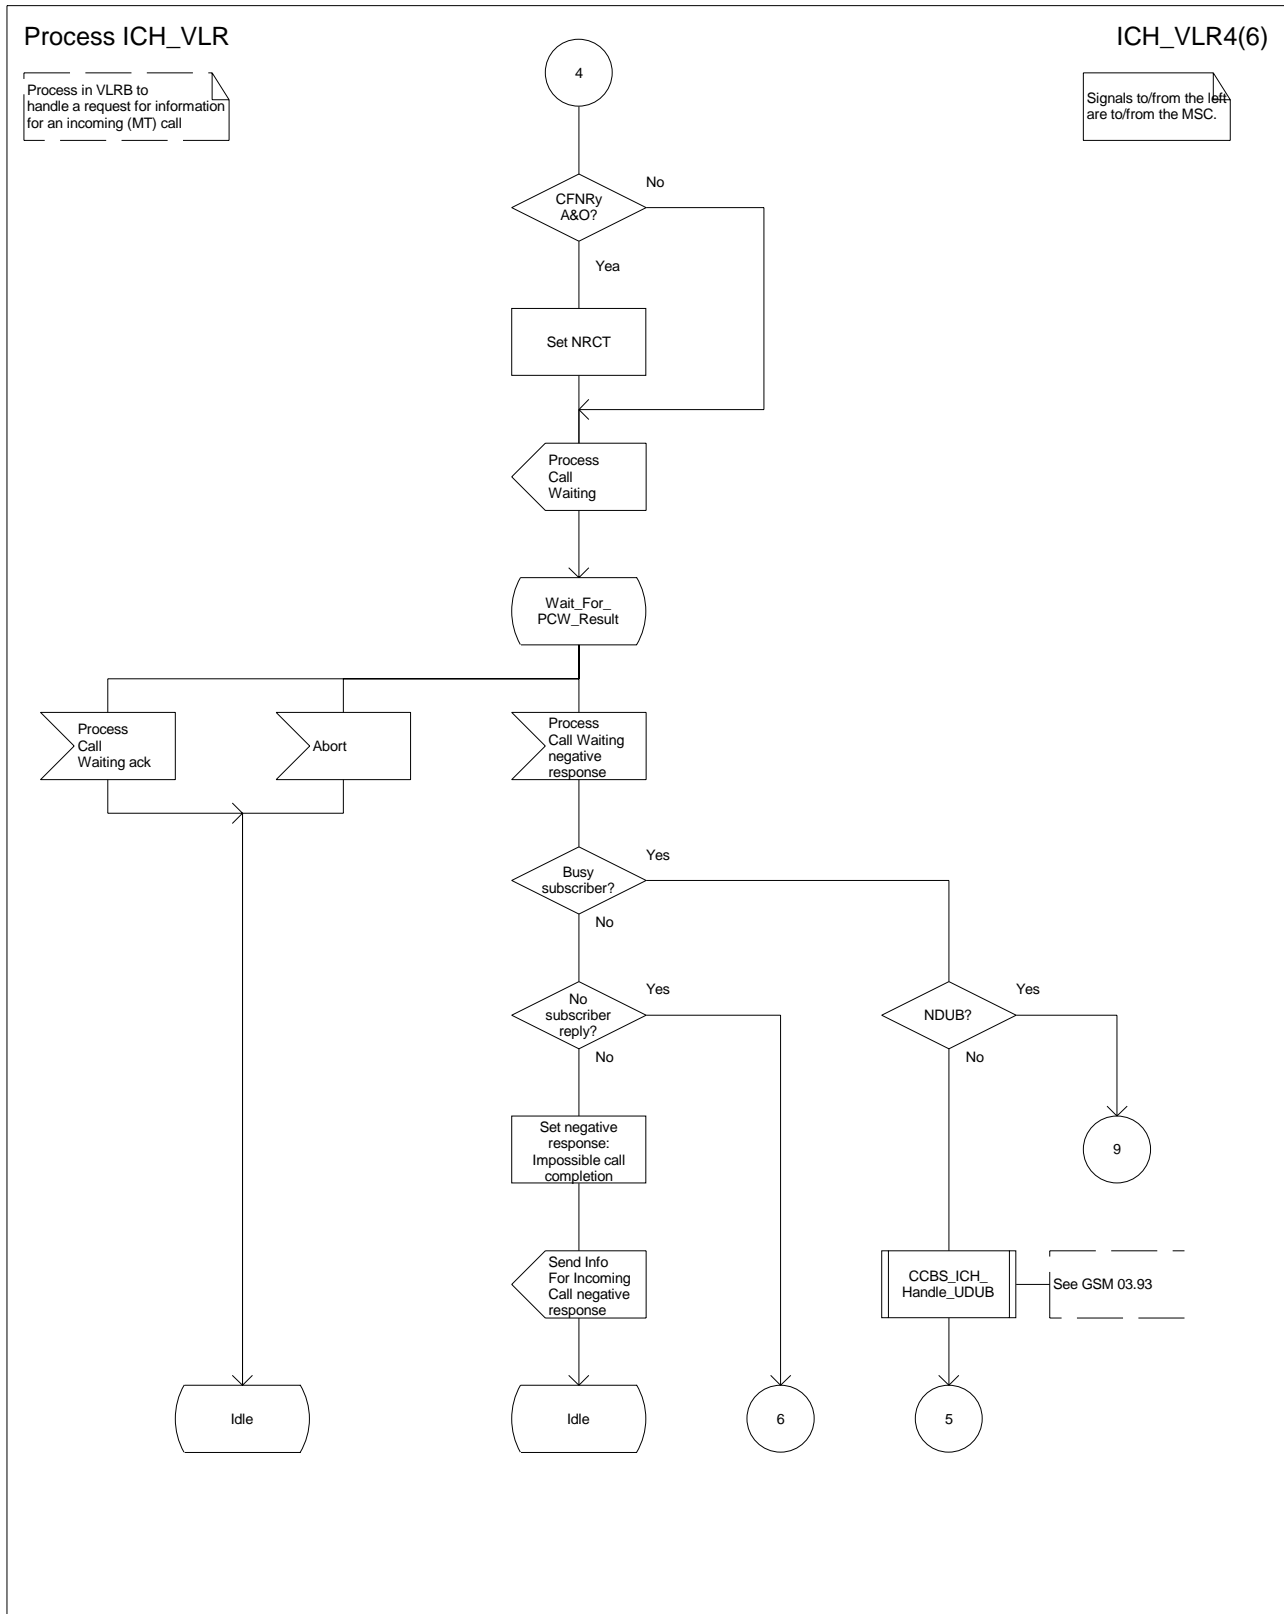 Process ICH_VLR
ICH_VLR4(6)
Process in VLRB to
handle a request for information
for an incoming (MT) call
4
Signals to/from the left
are to/from the MSC.
CFNRy
A&O?
No
Yea
Set NRCT
Process
Call
Waiting
Wait_For_
PCW_Result
Process
Call
Waiting ack
Abort
Process
Call Waiting
negative
response
Busy
subscriber?
Yes
No
No
subscriber
reply?
Yes
No
NDUB?
Yes
No
Set negative
response:
Impossible call
completion
9
Send Info
For Incoming
Call negative
response
CCBS_ICH_
Handle_UDUB
See GSM 03.93
Idle
Idle
6
5